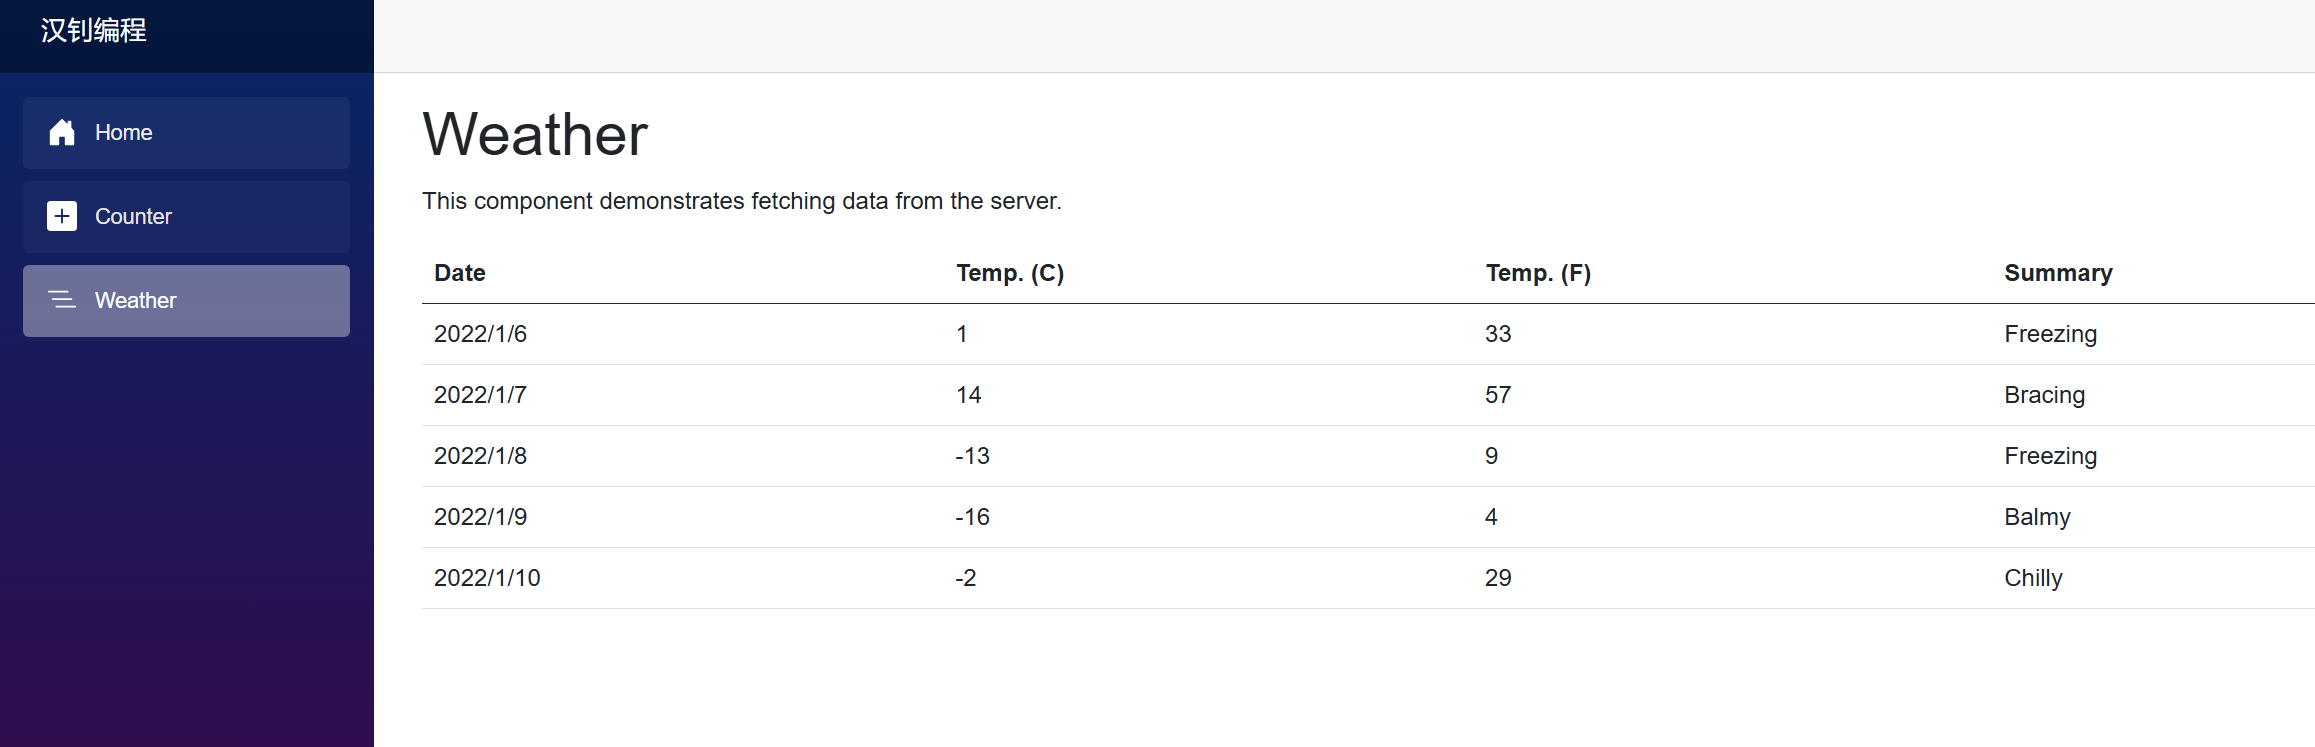 汉钊编程
Home
Counter
Weather
Weather
This component demonstrates fetching data from the server.
Date Temp. (C) Temp. (F) Summary
2022/1/6 1 33 Freezing
2022/1/7 14 57 Bracing
2022/1/8 -13 9 Freezing
2022/1/9 -16 4 Balmy
2022/1/10 -2 29 Chilly